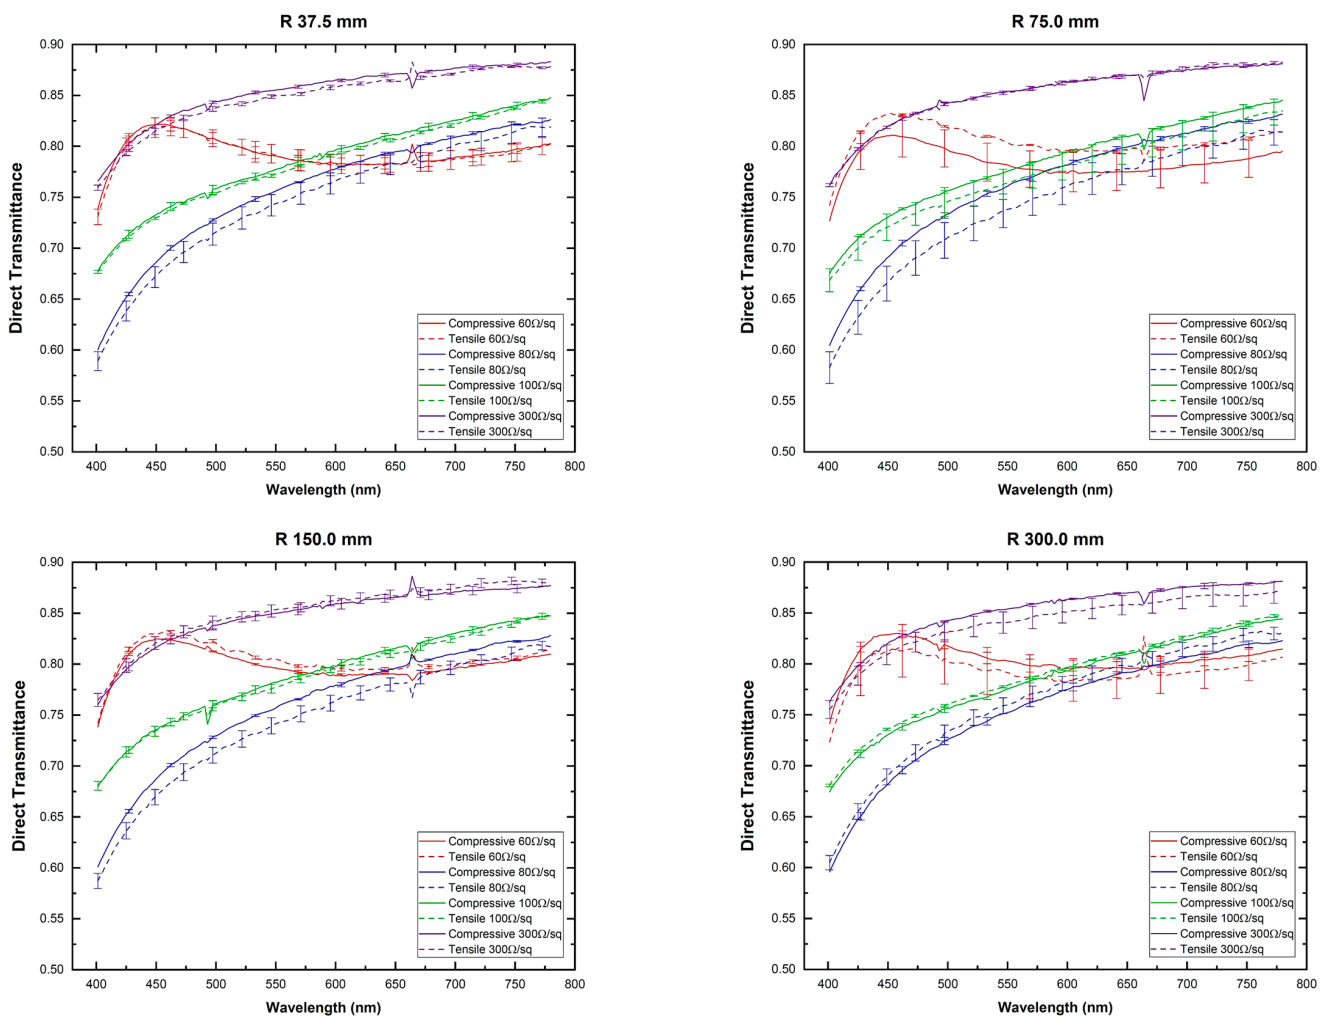 R 37.5 mm
0.90
0.85
0.80
0.75
0.70
0.65
0.60
0.55
0.50
Direct Transmittance
400 450 500 550 600 650 700 750 800
Wavelength (nm)
Compressive 60Ω/sq
Tensile 60Ω/sq
Compressive 80Ω/sq
Tensile 80Ω/sq
Compressive 100Ω/sq
Tensile 100Ω/sq
Compressive 300Ω/sq
Tensile 300Ω/sq
R 75.0 mm
0.90
0.85
0.80
0.75
0.70
0.65
0.60
0.55
0.50
Direct Transmittance
400 450 500 550 600 650 700 750 800
Wavelength (nm)
Compressive 60Ω/sq
Tensile 60Ω/sq
Compressive 80Ω/sq
Tensile 80Ω/sq
Compressive 100Ω/sq
Tensile 100Ω/sq
Compressive 300Ω/sq
Tensile 300Ω/sq
R 150.0 mm
0.90
0.85
0.80
0.75
0.70
0.65
0.60
0.55
0.50
Direct Transmittance
400 450 500 550 600 650 700 750 800
Wavelength (nm)
Compressive 60Ω/sq
Tensile 60Ω/sq
Compressive 80Ω/sq
Tensile 80Ω/sq
Compressive 100Ω/sq
Tensile 100Ω/sq
Compressive 300Ω/sq
Tensile 300Ω/sq
R 300.0 mm
0.90
0.85
0.80
0.75
0.70
0.65
0.60
0.55
0.50
Direct Transmittance
400 450 500 550 600 650 700 750 800
Wavelength (nm)
Compressive 60Ω/sq
Tensile 60Ω/sq
Compressive 80Ω/sq
Tensile 80Ω/sq
Compressive 100Ω/sq
Tensile 100Ω/sq
Compressive 300Ω/sq
Tensile 300Ω/sq